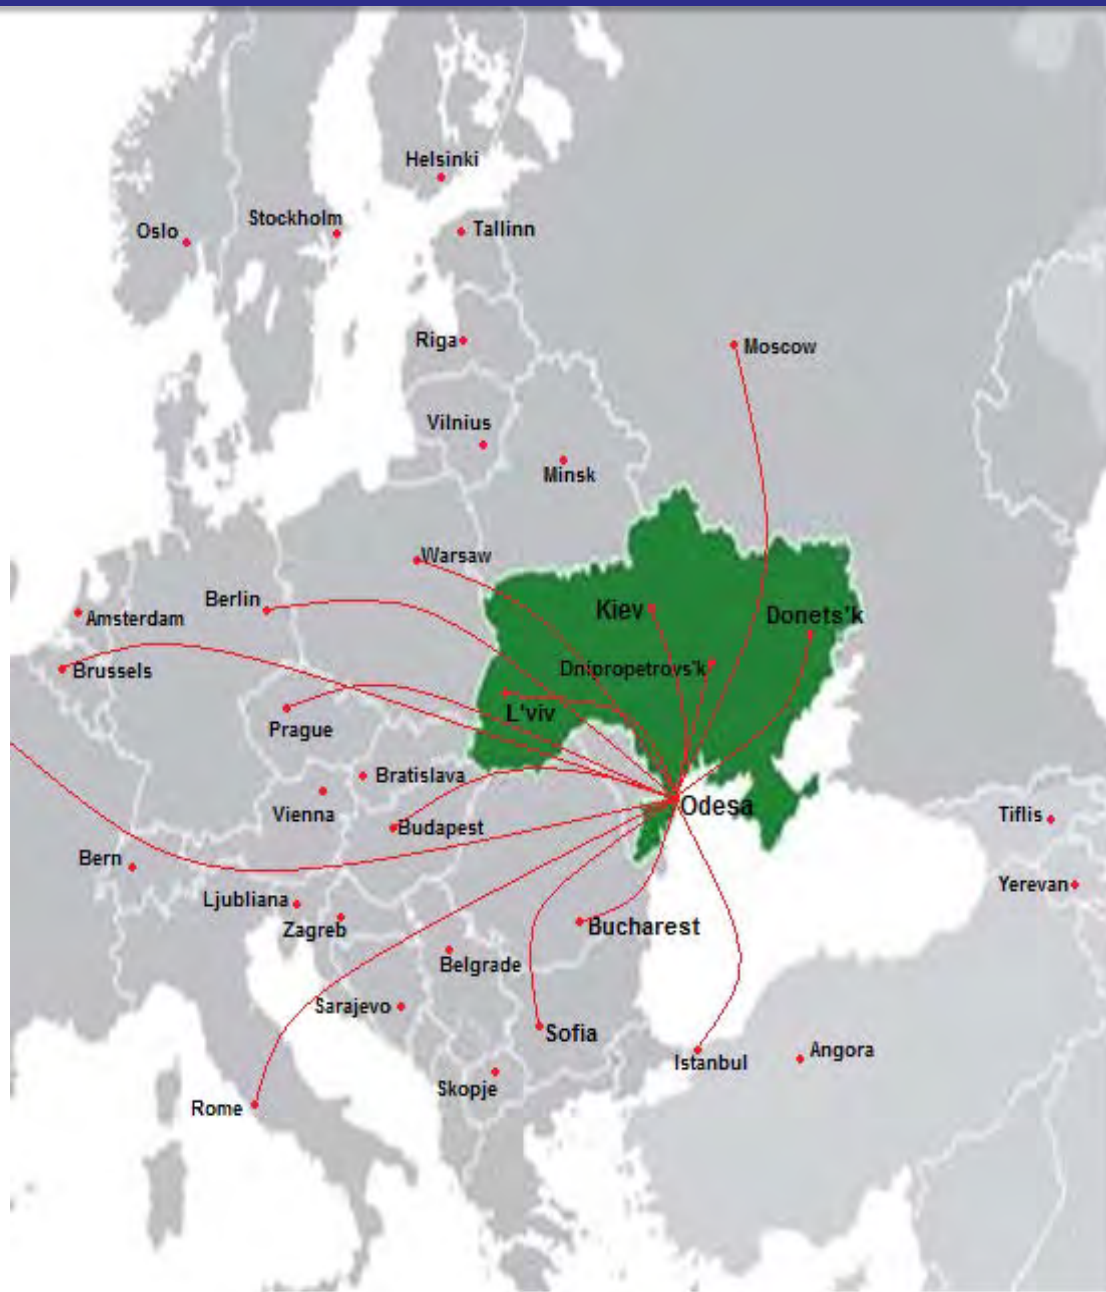 Helsinki
Stockholm
Oslo
Tallinn
Riga
Moscow
Vilnius
Minsk
Warsaw
Berlin
Kiev
Donets'k
Amsterdam
Brussels
Dnipropetrovs'k
L'viv
Prague
Bratislava
Vienna
Odesa
Tiflis
Budapest
Bern
Yerevan
Ljubliana
Zagreb
Bucharest
Belgrade
Sarajevo
Sofia
Angora
Istanbul
Skopje
Rome